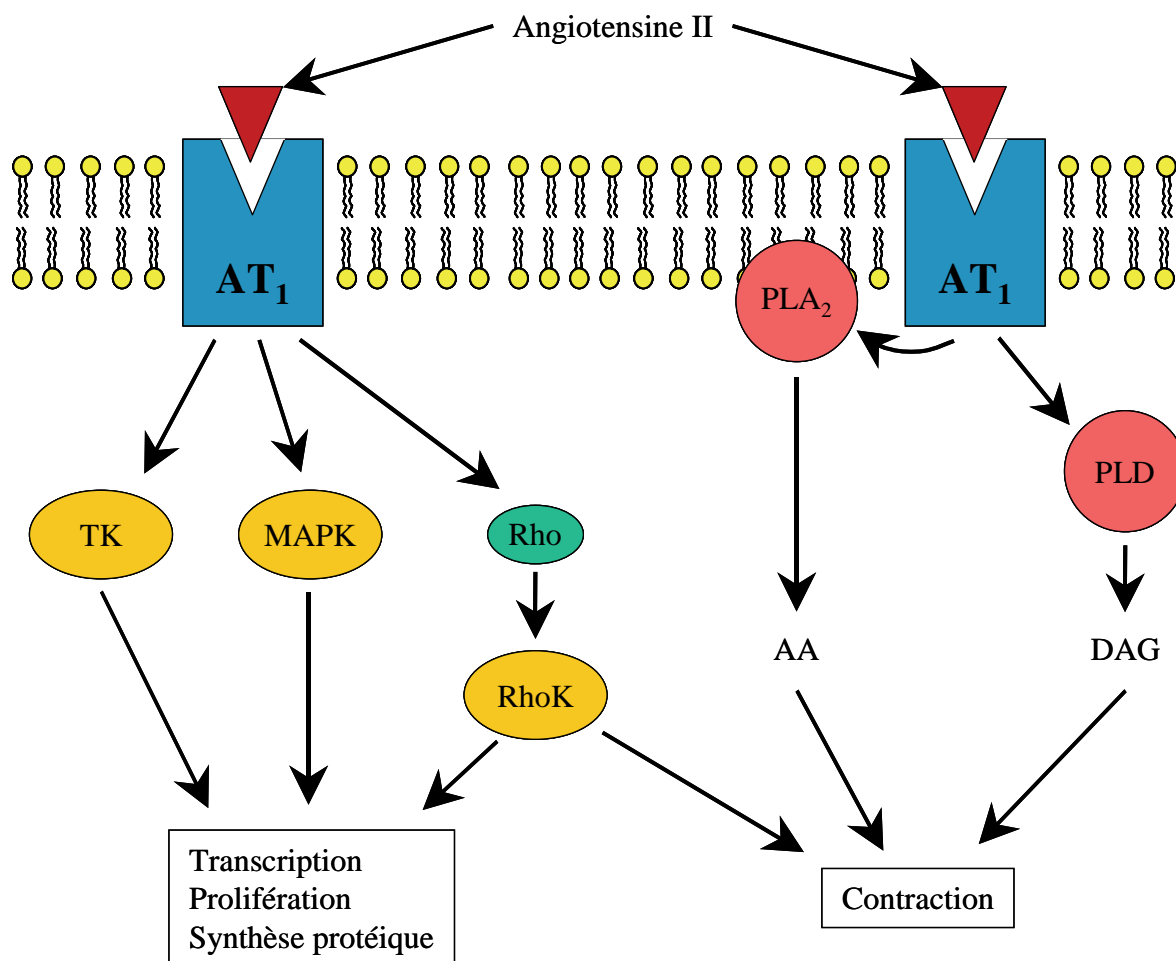 Angiotensine II
AT₁
AT₁
PLA₂
PLD
TK
MAPK
Rho
AA
DAG
RhoK
Transcription
Prolifération
Synthèse protéique
Contraction